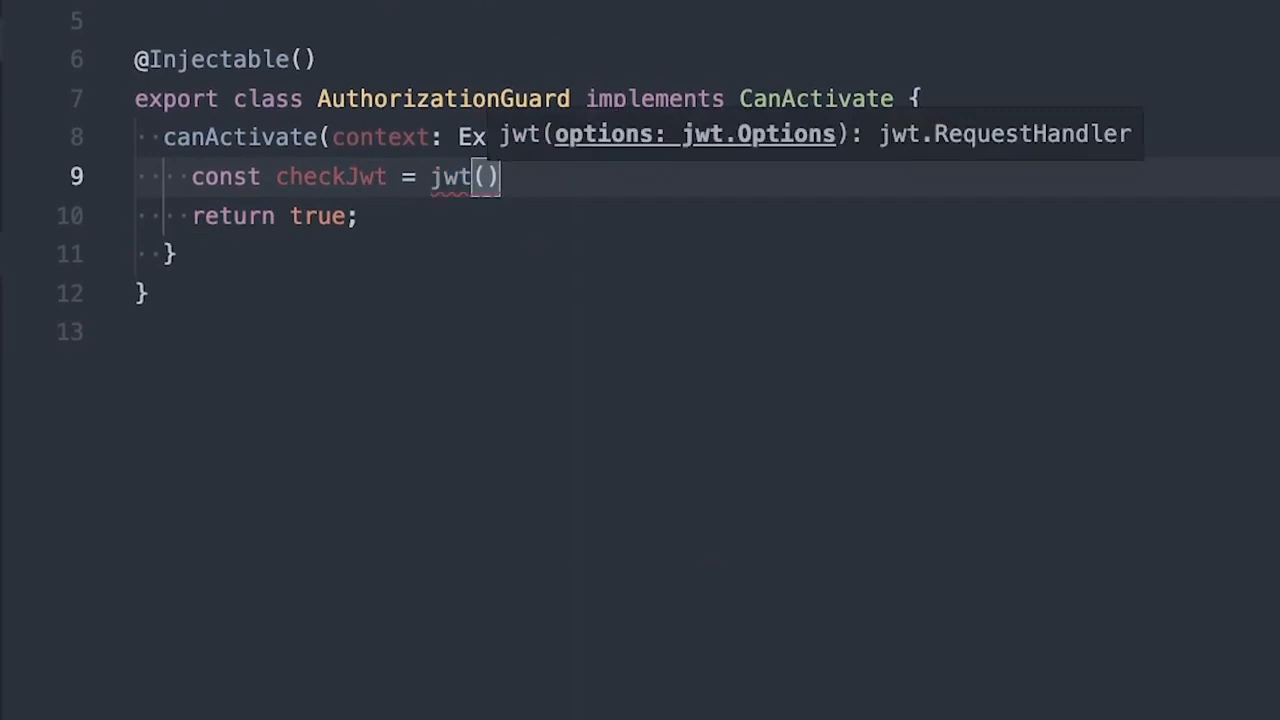 5
6 @Injectable()
7 export class AuthorizationGuard implements CanActivate {
8 canActivate(context: Ex
jwt(options: jwt.Options): jwt.RequestHandler
9 const checkJwt = jwt()
10 return true;
11 }
12 }
13